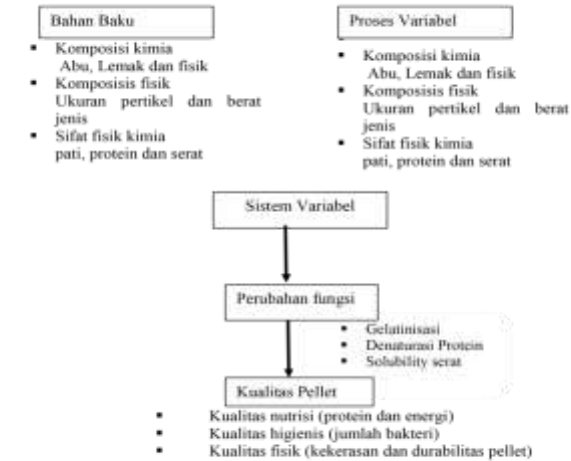 Bahan Baku
▪ Komposisi kimia
Abu, Lemak dan fisik
▪ Komposisis fisik
Ukuran pertikel dan berat
jenis
▪ Sifat fisik kimia
pati, protein dan serat
Proses Variabel
▪ Komposisi kimia
Abu, Lemak dan fisik
▪ Komposisis fisik
Ukuran pertikel dan berat
jenis
▪ Sifat fisik kimia
pati, protein dan serat
Sistem Variabel
Perubahan fungsi
▪ Gelatinisasi
▪ Denaturasi Protein
▪ Solubility serat
Kualitas Pellet
▪ Kualitas nutrisi (protein dan energi)
▪ Kualitas higienis (jumlah bakteri)
▪ Kualitas fisik (kekerasan dan durabilitas pellet)